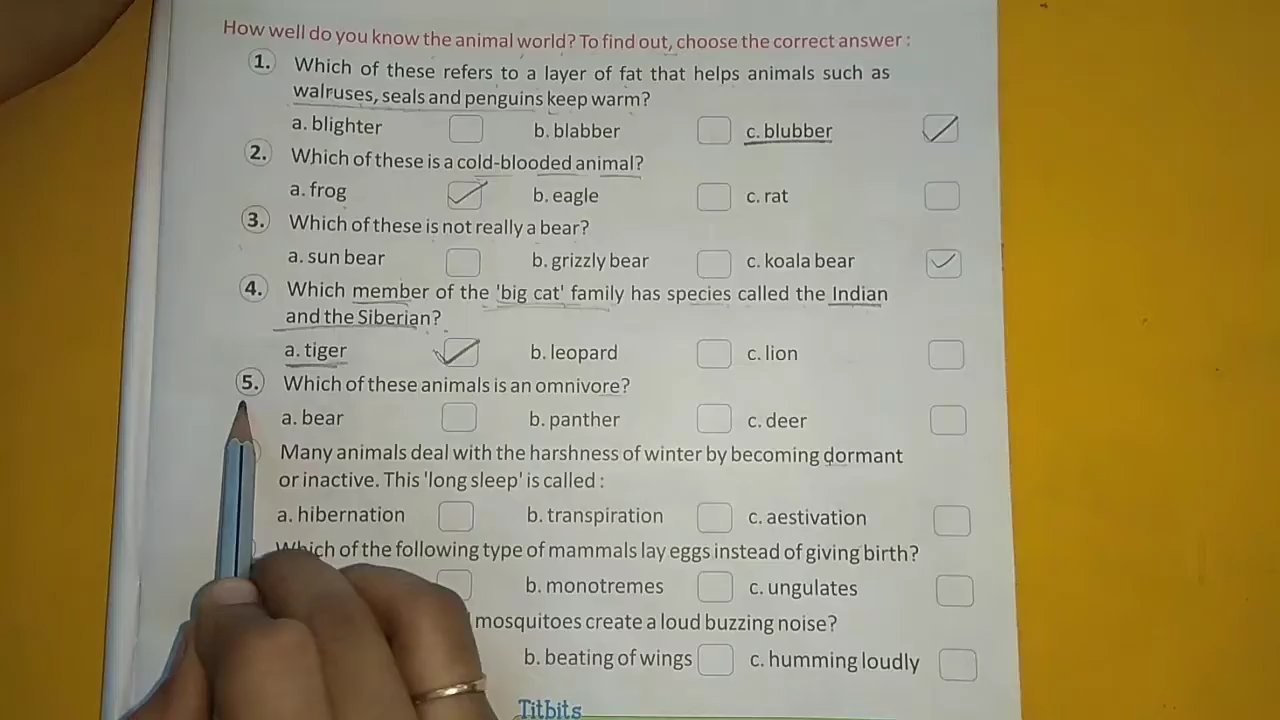 How well do you know the animal world? To find out, choose the correct answer :
1. Which of these refers to a layer of fat that helps animals such as
walruses, seals and penguins keep warm?
a. blighter b. blabber c. blubber
2. Which of these is a cold-blooded animal?
a. frog b. eagle c. rat
3. Which of these is not really a bear?
a. sun bear b. grizzly bear c. koala bear
4. Which member of the 'big cat' family has species called the Indian
and the Siberian?
a. tiger b. leopard c. lion
5. Which of these animals is an omnivore?
a. bear b. panther c. deer
Many animals deal with the harshness of winter by becoming dormant
or inactive. This 'long sleep' is called :
a. hibernation b. transpiration c. aestivation
Which of the following type of mammals lay eggs instead of giving birth?
b. monotremes c. ungulates
mosquitoes create a loud buzzing noise?
b. beating of wings c. humming loudly
Titbits